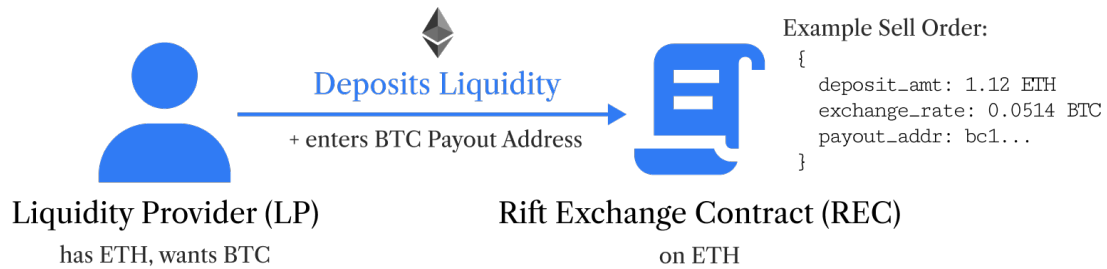 Deposits Liquidity
+ enters BTC Payout Address
Liquidity Provider (LP)
has ETH, wants BTC
Rift Exchange Contract (REC)
on ETH
Example Sell Order:
{
deposit_amt: 1.12 ETH
exchange_rate: 0.0514 BTC
payout_addr: bc1...
}